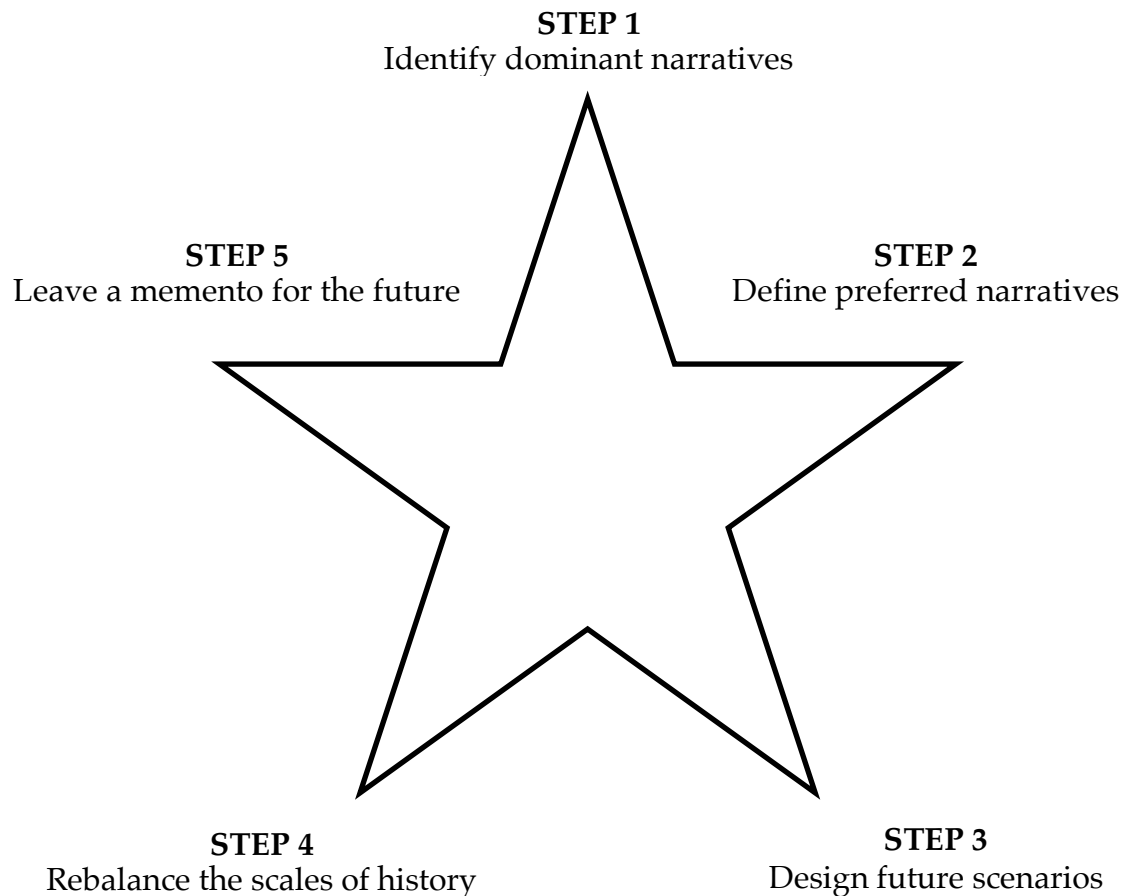 STEP 1
Identify dominant narratives
STEP 2
Define preferred narratives
STEP 3
Design future scenarios
STEP 4
Rebalance the scales of history
STEP 5
Leave a memento for the future